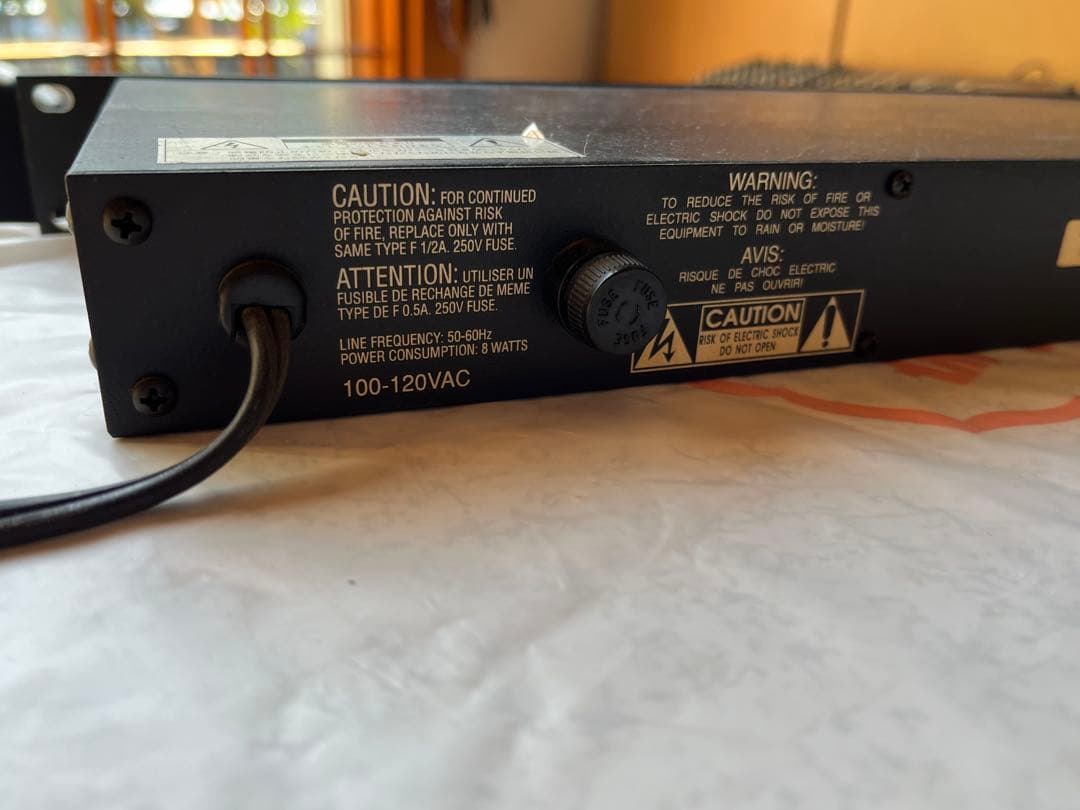 CAUTION: FOR CONTINUED
PROTECTION AGAINST RISK
OF FIRE, REPLACE ONLY WITH
SAME TYPE F 1/2A. 250V FUSE.
ATTENTION: UTILISER UN
FUSIBLE DE RECHANGE DE MEME
TYPE DE F 0.5A. 250V FUSE.
LINE FREQUENCY: 50-60Hz
POWER CONSUMPTION: 8 WATTS
100-120VAC
FUSE FUSE FUSE
WARNING:
TO REDUCE THE RISK OF FIRE OR
ELECTRIC SHOCK DO NOT EXPOSE THIS
EQUIPMENT TO RAIN OR MOISTURE!
AVIS:
RISQUE DE CHOC ELECTRIC
NE PAS OUVRIR!
CAUTION
RISK OF ELECTRIC SHOCK
DO NOT OPEN